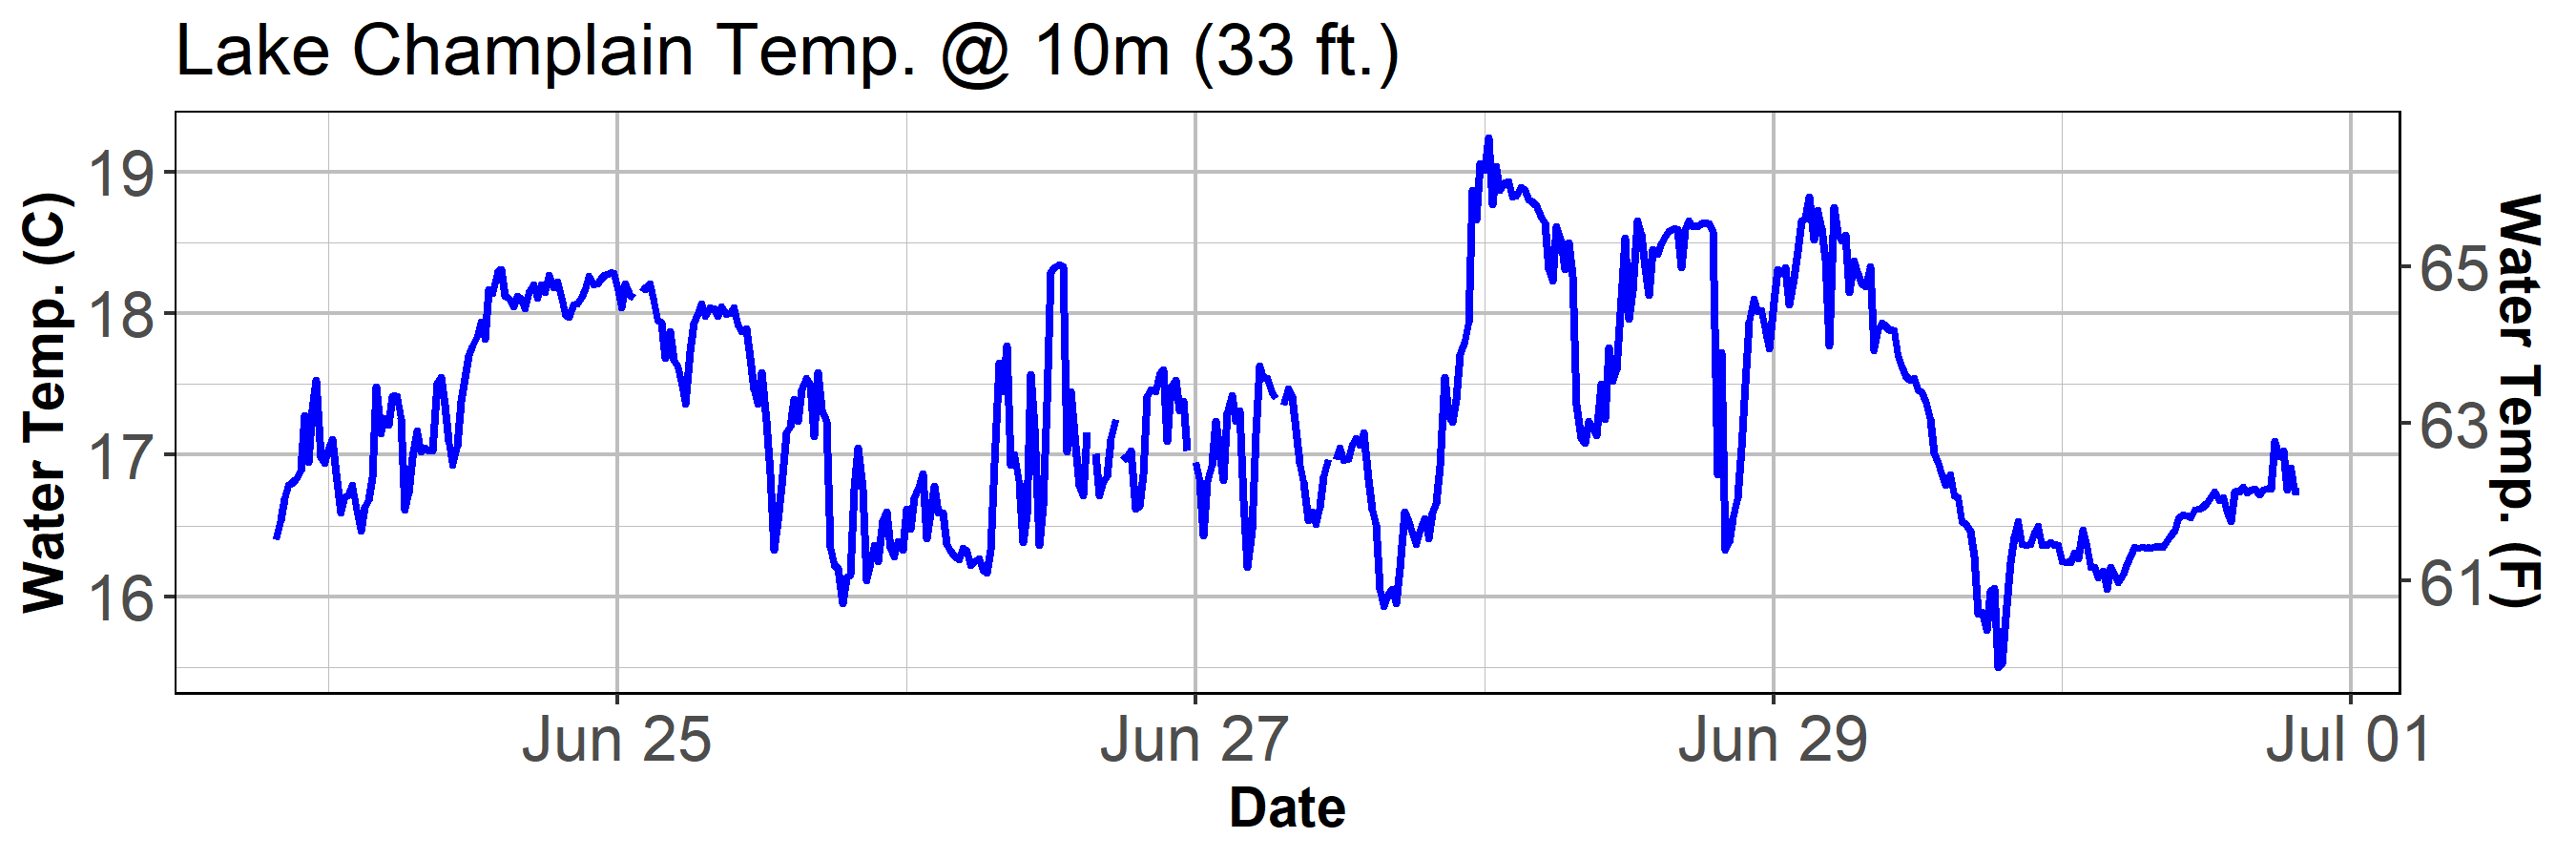 Lake Champlain Temp. @ 10m (33 ft.)
Water Temp. (C)
19
18
17
16
65
63
61
Water Temp. (F)
Jun 25 Jun 27 Jun 29 Jul 01
Date